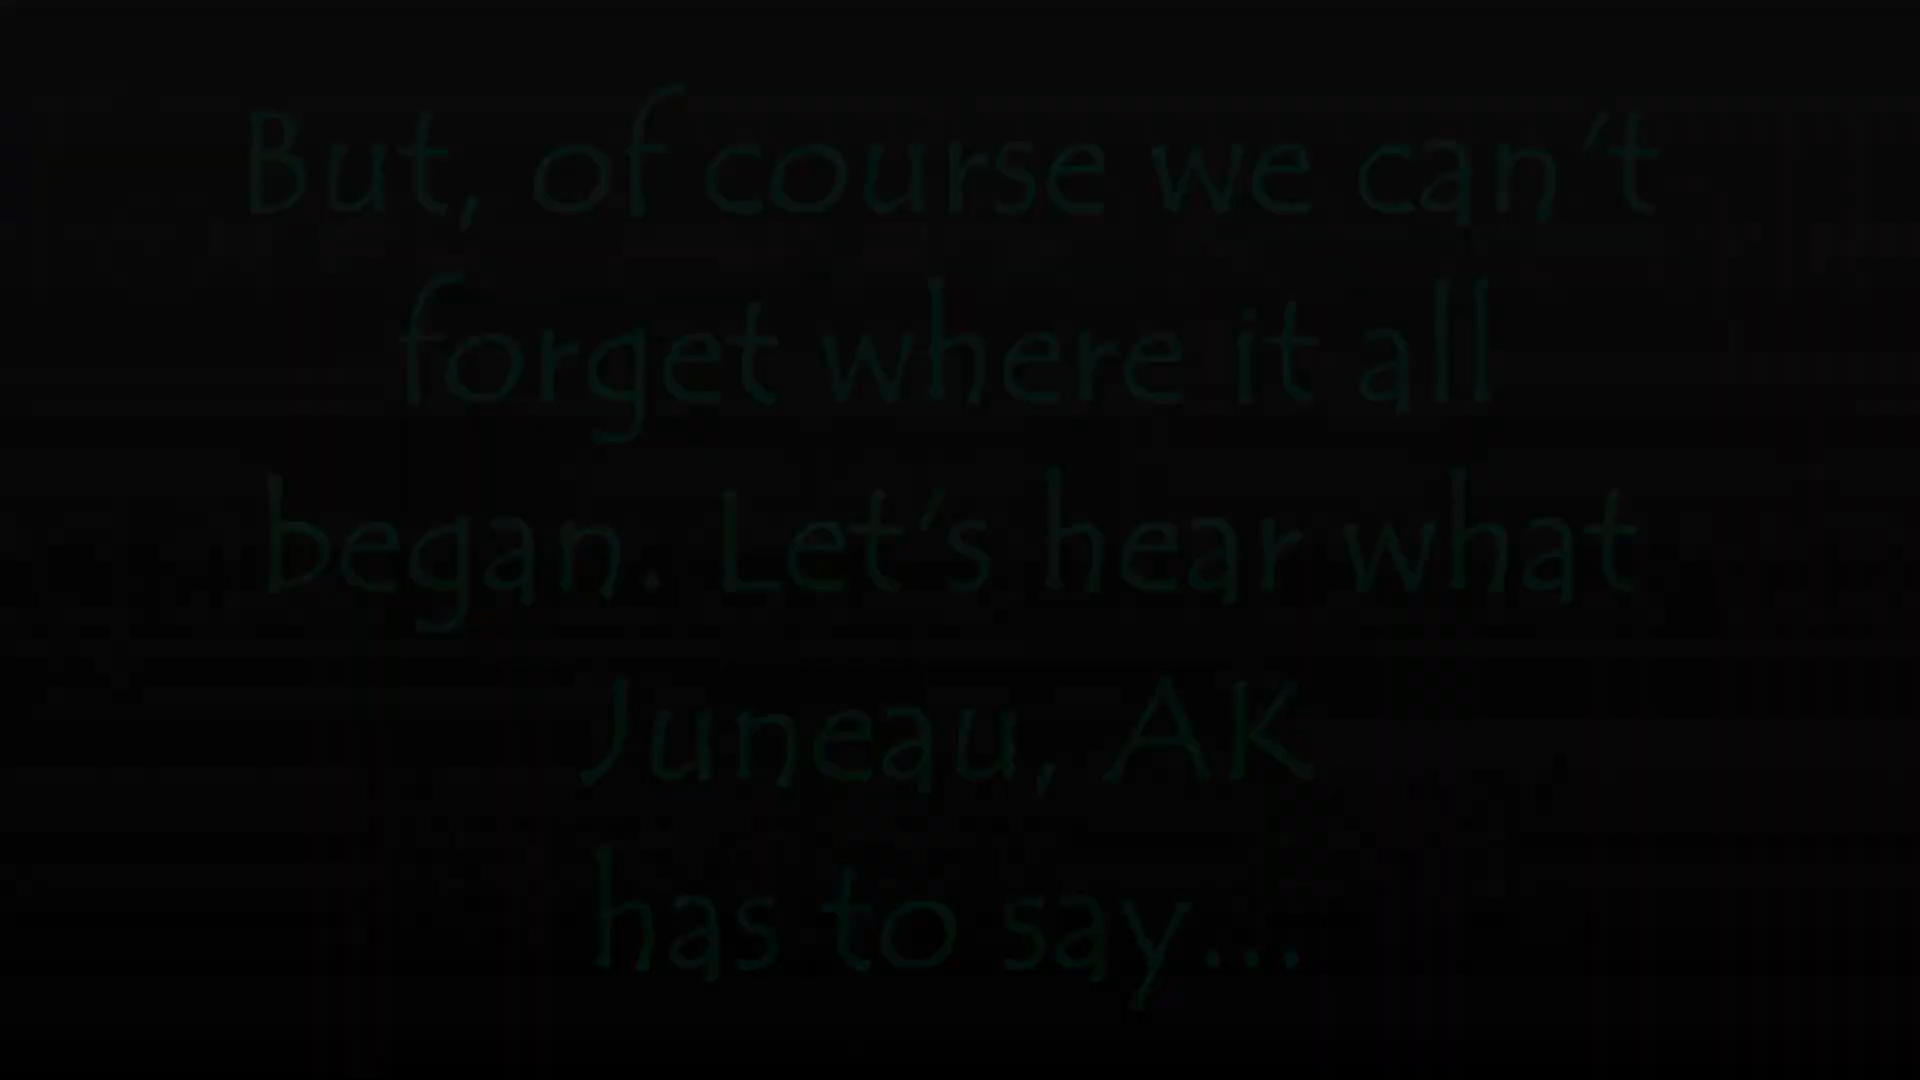 But, of course we can't
forget where it all
began. Let's hear what
Juneau, AK
has to say...